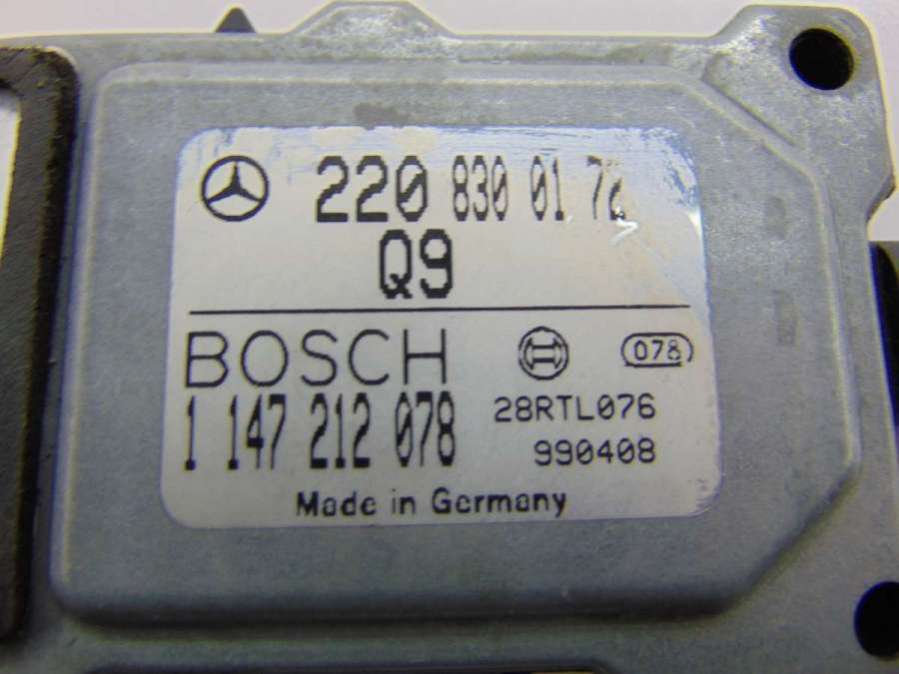 220 830 01 72
Q9
BOSCH 078
1 147 212 078 28RTL076
990408
Made in Germany